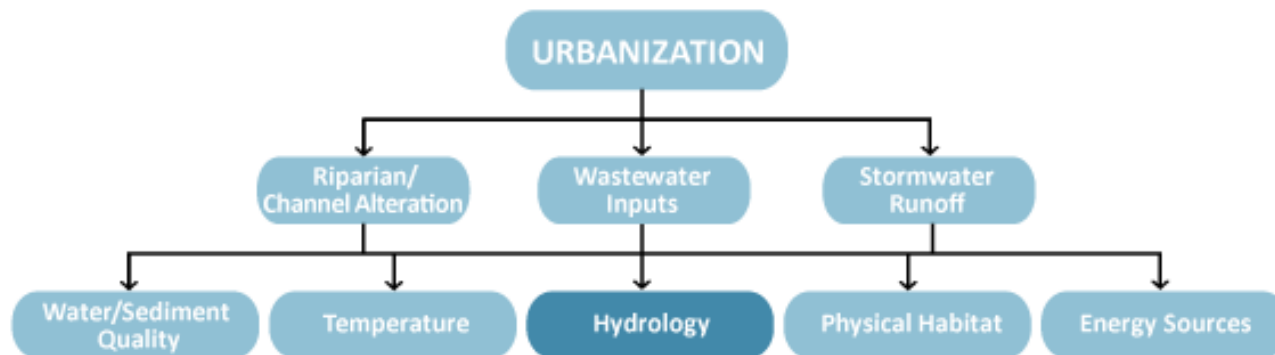 URBANIZATION
Riparian/
Channel Alteration
Wastewater
Inputs
Stormwater
Runoff
Water/Sediment
Quality
Temperature
Hydrology
Physical Habitat
Energy Sources